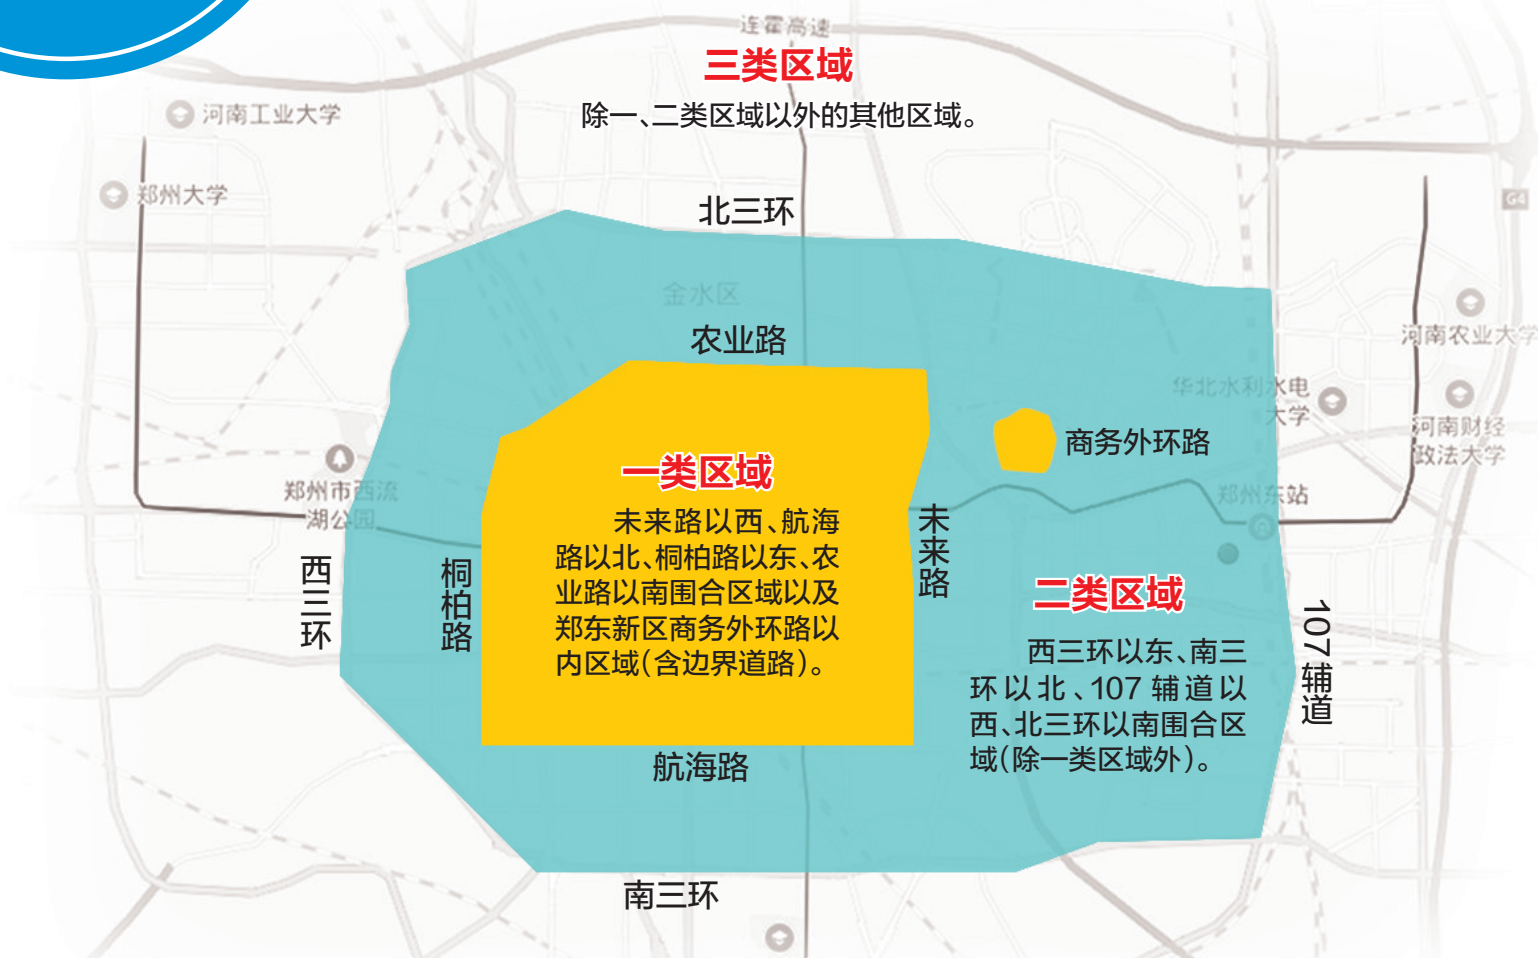 连霍高速
三类区域
除一、二类区域以外的其他区域。
河南工业大学
郑州大学
G4
北三环
金水区
农业路
河南农业大学
华北水利水电
大学
河南财经
政法大学
商务外环路
一类区域
未来路以西、航海
路以北、桐柏路以东、农
业路以南围合区域以及
郑东新区商务外环路以
内区域(含边界道路)。
郑州市西流
湖公园
郑州东站
西三环
桐柏路
未来路
二类区域
西三环以东、南三
环以北、107辅道以
西、北三环以南围合区
域(除一类区域外)。
107辅道
航海路
南三环